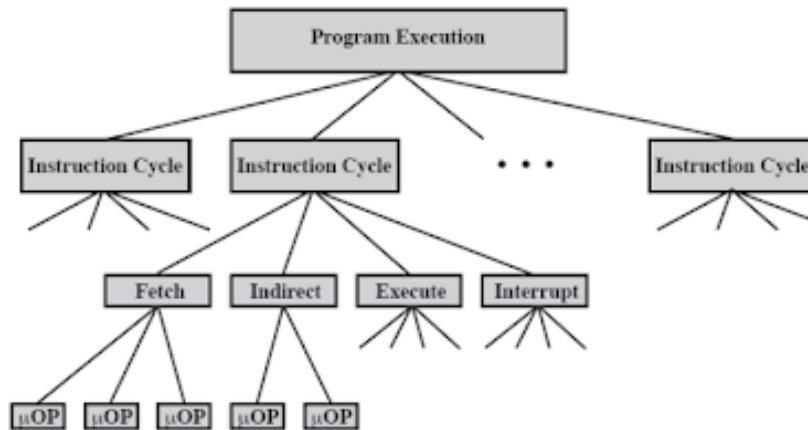 Program Execution
Instruction Cycle
Instruction Cycle
• • •
Instruction Cycle
Fetch
Indirect
Execute
Interrupt
μOP
μOP
μOP
μOP
μOP